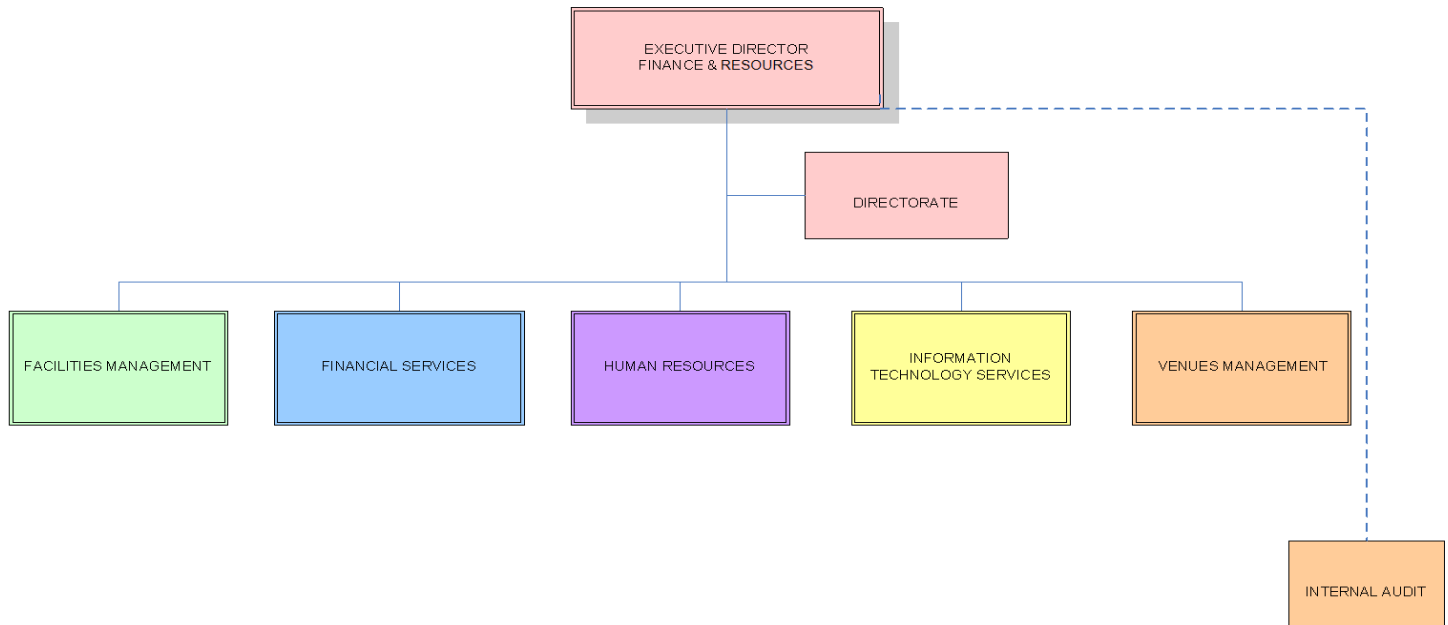 EXECUTIVE DIRECTOR
FINANCE & RESOURCES
DIRECTORATE
FACILITIES MANAGEMENT
FINANCIAL SERVICES
HUMAN RESOURCES
INFORMATION
TECHNOLOGY SERVICES
VENUES MANAGEMENT
INTERNAL AUDIT